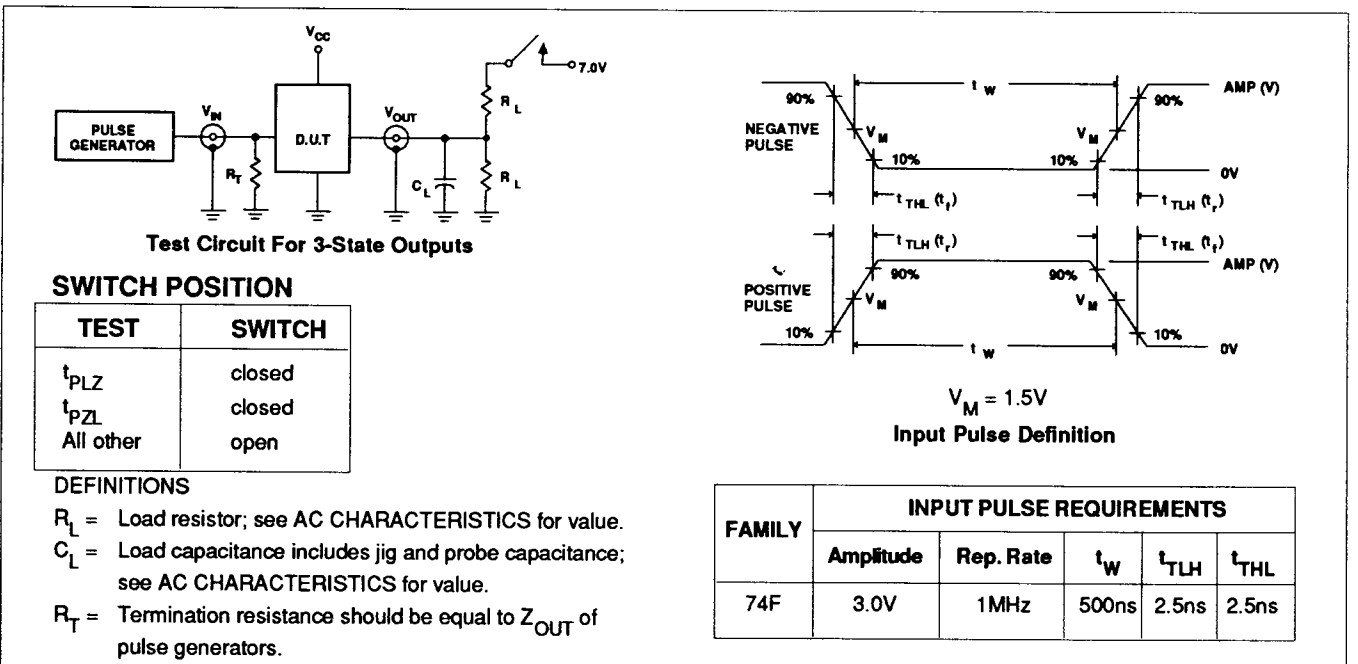 V_CC
7.0V
R_L
PULSE
GENERATOR
V_IN
D.U.T
V_OUT
R_T
C_L
R_L
Test Circuit For 3-State Outputs
SWITCH POSITION
TEST SWITCH
t_PLZ closed
t_PZL closed
All other open
DEFINITIONS
R_L = Load resistor; see AC CHARACTERISTICS for value.
C_L = Load capacitance includes jig and probe capacitance;
see AC CHARACTERISTICS for value.
R_T = Termination resistance should be equal to Z_OUT of
pulse generators.
t_W
AMP (V)
90% 90%
NEGATIVE
PULSE
V_M V_M
10% 10%
0V
t_THL (t_f) t_TLH (t_r)
t_TLH (t_r) t_THL (t_f)
AMP (V)
90% 90%
POSITIVE
PULSE
V_M V_M
10% 10%
t_W
0V
V_M = 1.5V
Input Pulse Definition
FAMILY INPUT PULSE REQUIREMENTS
Amplitude Rep. Rate t_W t_TLH t_THL
74F 3.0V 1MHz 500ns 2.5ns 2.5ns